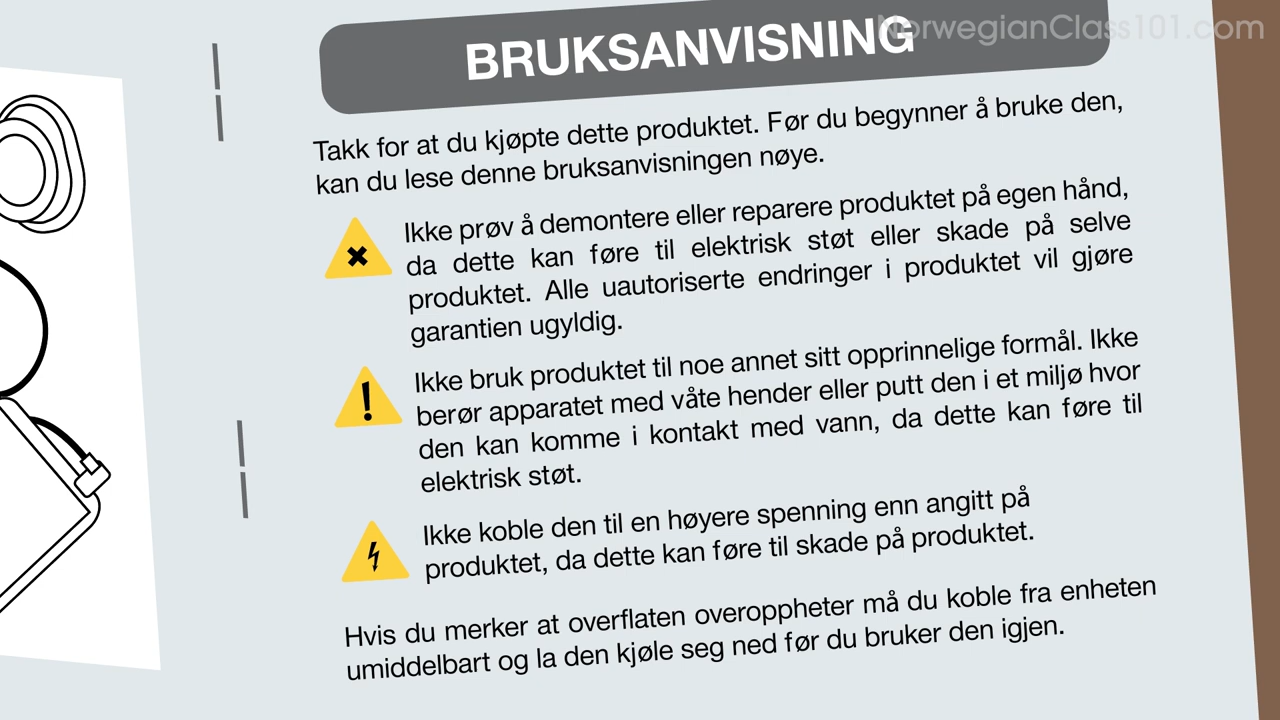 NorwegianClass101.com
BRUKSANVISNING
Takk for at du kjøpte dette produktet. Før du begynner å bruke den,
kan du lese denne bruksanvisningen nøye.
Ikke prøv å demontere eller reparere produktet på egen hånd,
da dette kan føre til elektrisk støt eller skade på selve
produktet. Alle uautoriserte endringer i produktet vil gjøre
garantien ugyldig.
Ikke bruk produktet til noe annet sitt opprinnelige formål. Ikke
berør apparatet med våte hender eller putt den i et miljø hvor
den kan komme i kontakt med vann, da dette kan føre til
elektrisk støt.
Ikke koble den til en høyere spenning enn angitt på
produktet, da dette kan føre til skade på produktet.
Hvis du merker at overflaten overoppheter må du koble fra enheten
umiddelbart og la den kjøle seg ned før du bruker den igjen.